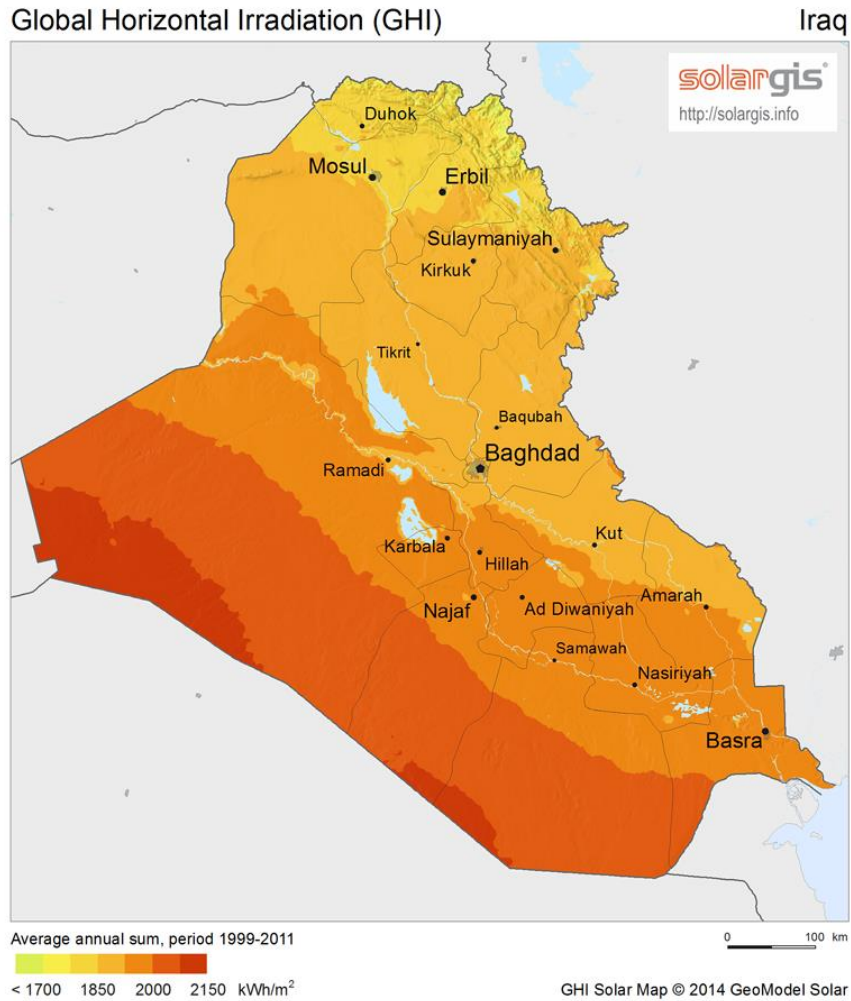 Global Horizontal Irradiation (GHI) Iraq
solargis
http://solargis.info
Duhok
Mosul
Erbil
Sulaymaniyah
Kirkuk
Tikrit
Baqubah
Baghdad
Ramadi
Kut
Karbala
Hillah
Najaf
Ad Diwaniyah
Amarah
Samawah
Nasiriyah
Basra
Average annual sum, period 1999-2011
0 100 km
< 1700 1850 2000 2150 kWh/m²
GHI Solar Map © 2014 GeoModel Solar